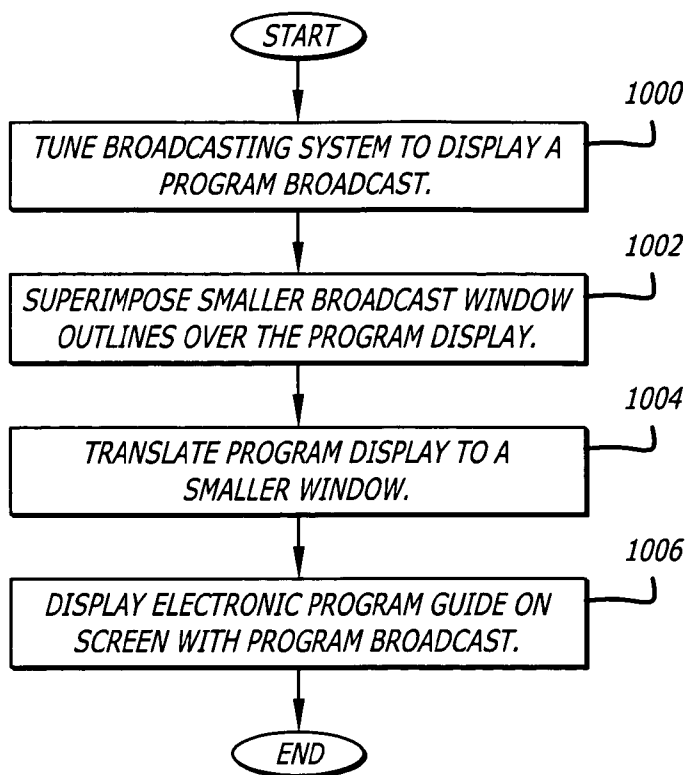 START
1000
TUNE BROADCASTING SYSTEM TO DISPLAY A
PROGRAM BROADCAST.
1002
SUPERIMPOSE SMALLER BROADCAST WINDOW
OUTLINES OVER THE PROGRAM DISPLAY.
1004
TRANSLATE PROGRAM DISPLAY TO A
SMALLER WINDOW.
1006
DISPLAY ELECTRONIC PROGRAM GUIDE ON
SCREEN WITH PROGRAM BROADCAST.
END